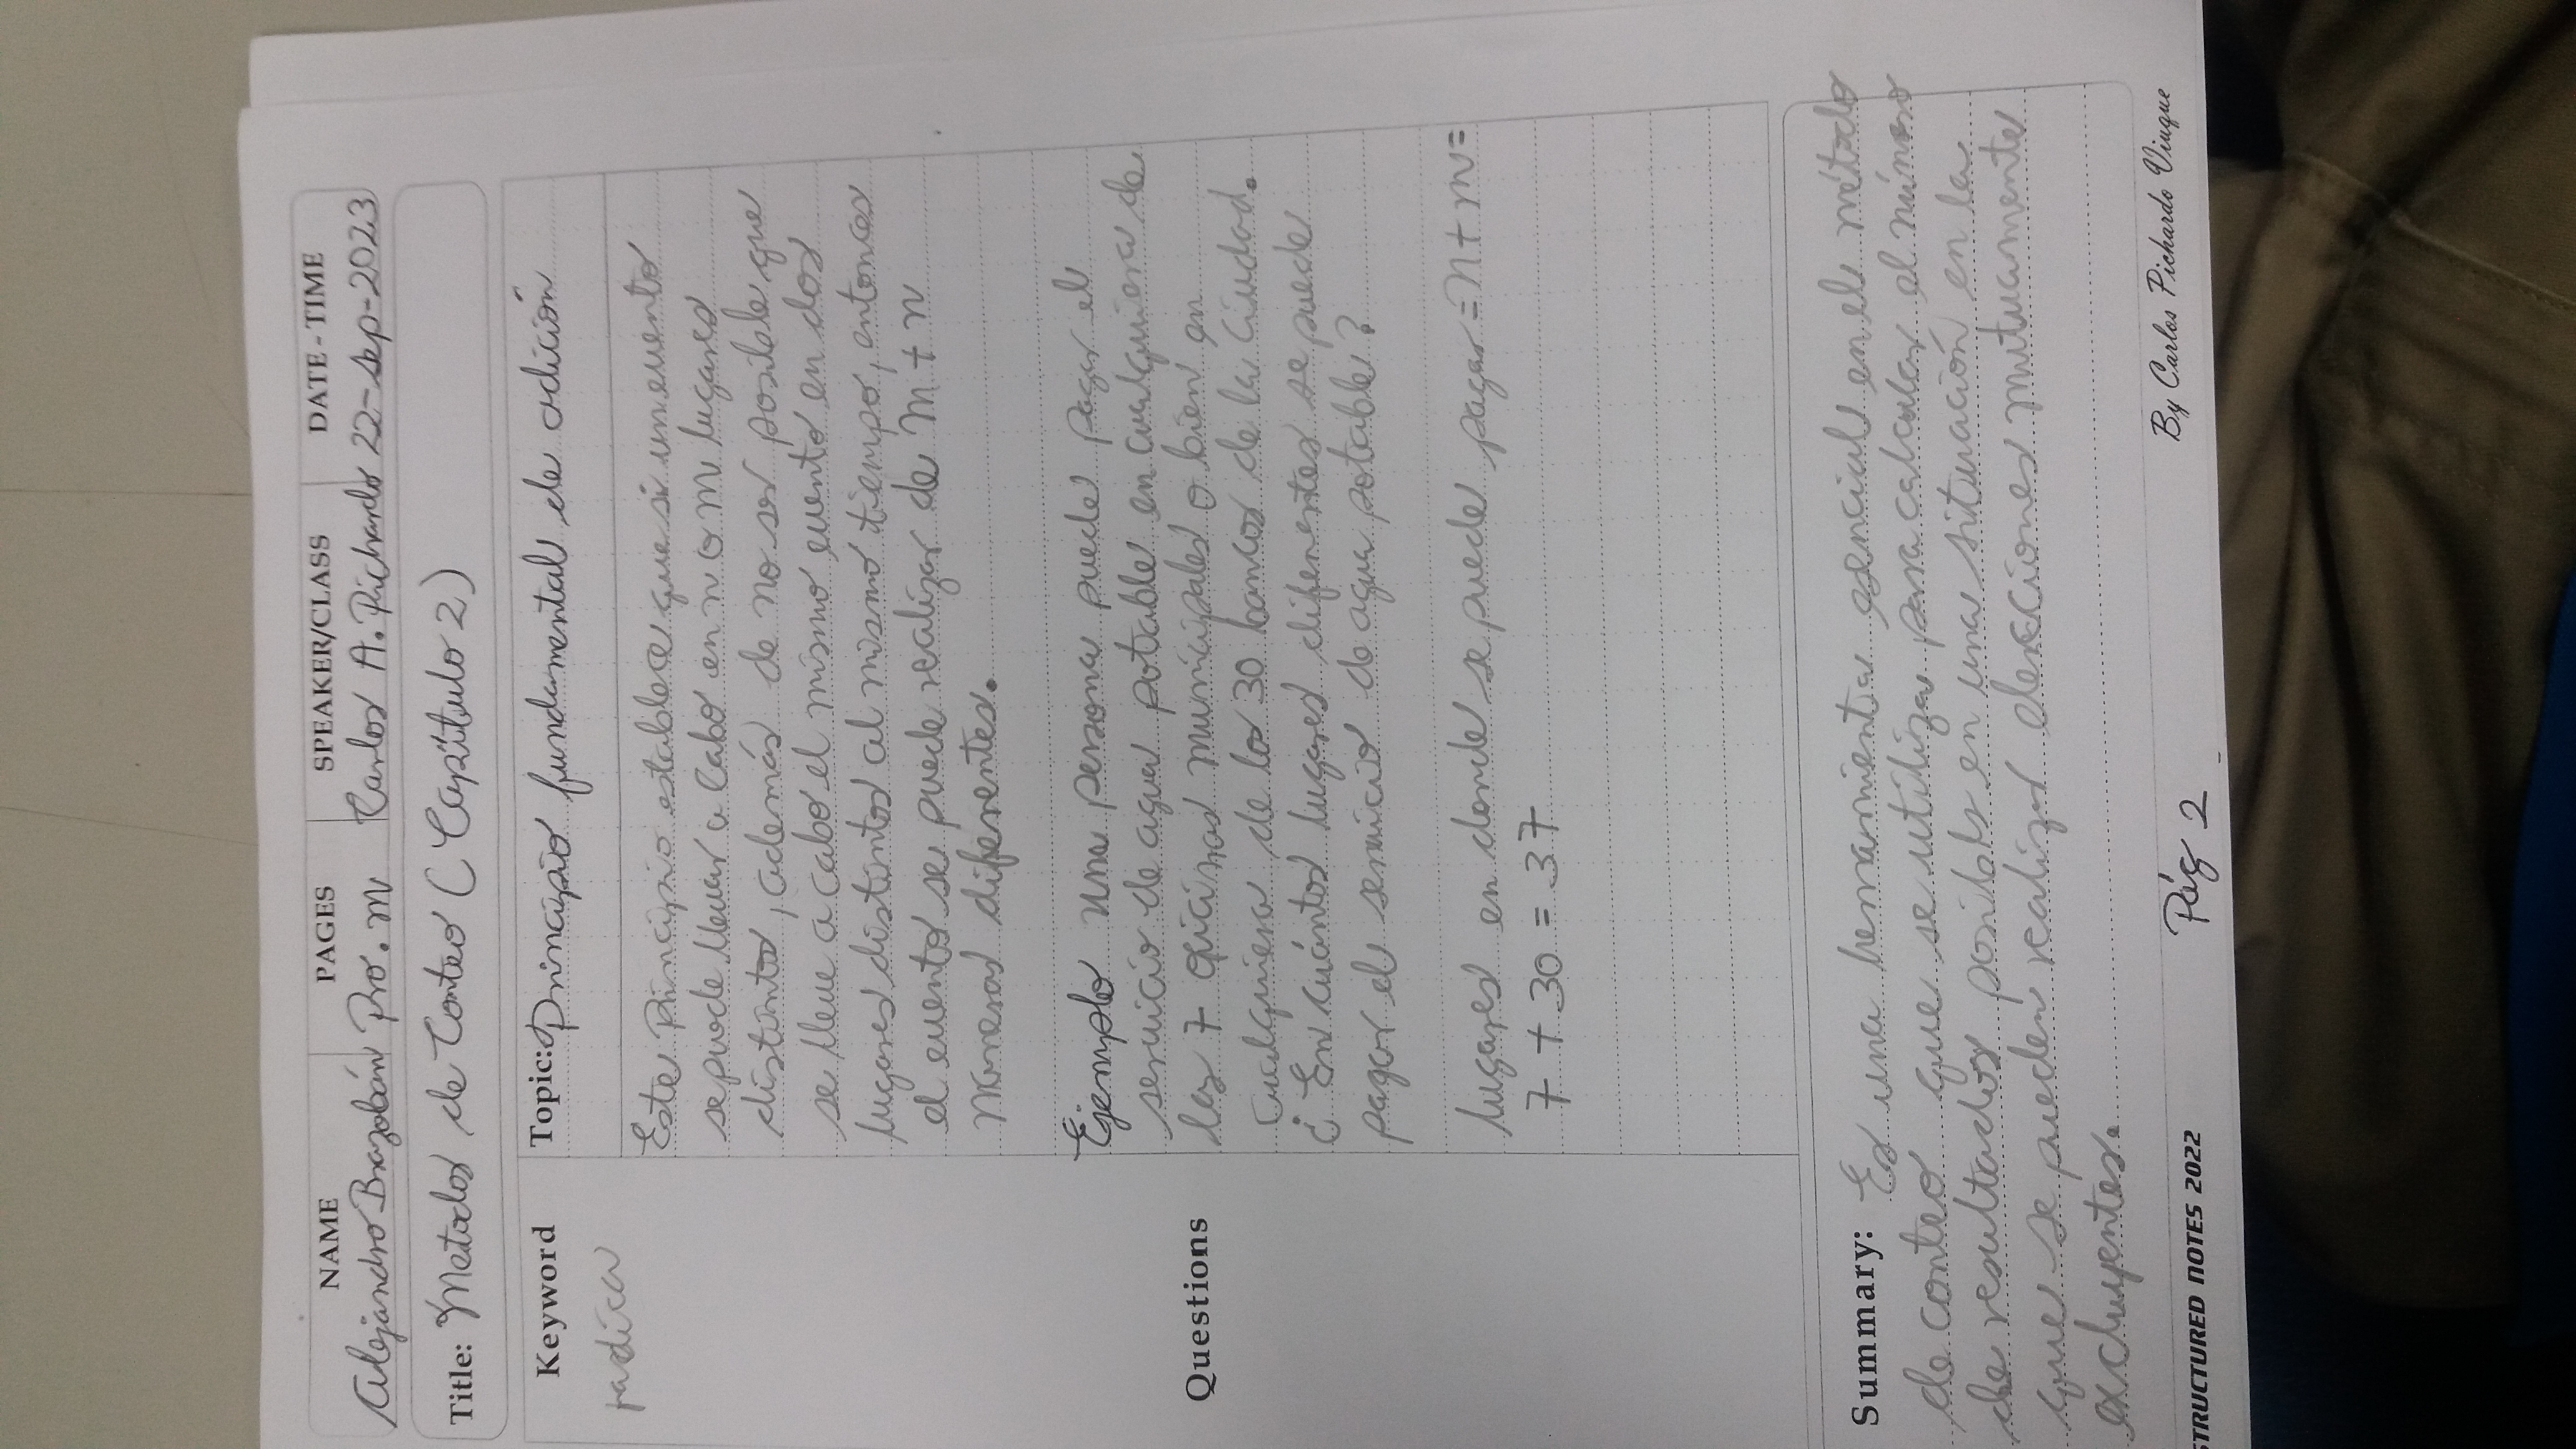 NAME PAGES SPEAKER/CLASS DATE-TIME
Alejandro Brazobán Pro. m Carlos A. Pichardo 22-Sep-2023
Title: Metodos de Conteo (Capítulo 2)
Keyword
radica
Topic: Principio fundamental de adición
Este Principio establece que si un evento
se puede llevar a Cabo en n o m lugares
distintos, además de no ser posible que
se lleve a cabo el mismo evento en dos
lugares distintos al mismo tiempo, entonces
el evento se puede realizar de m + n
maneras diferentes.
Ejemplo una persona puede pagar el
servicio de agua potable en cualquiera de
las 7 oficinas municipales o bien en
cualquiera de los 30 bancos de la ciudad.
¿En cuántos lugares diferentes se puede
pagar el servicio de agua potable?
Questions
lugares en donde se puede pagar = n + m =
7 + 30 = 37
Summary: Es una herramienta esencial en el método
de conteo que se utiliza para calcular el número
de resultados posibls en una situación en la
que se pueden realizar elecciones mutuamente
excluyentes.
STRUCTURED NOTES 2022 Pág 2 By Carlos Pichardo Viuque